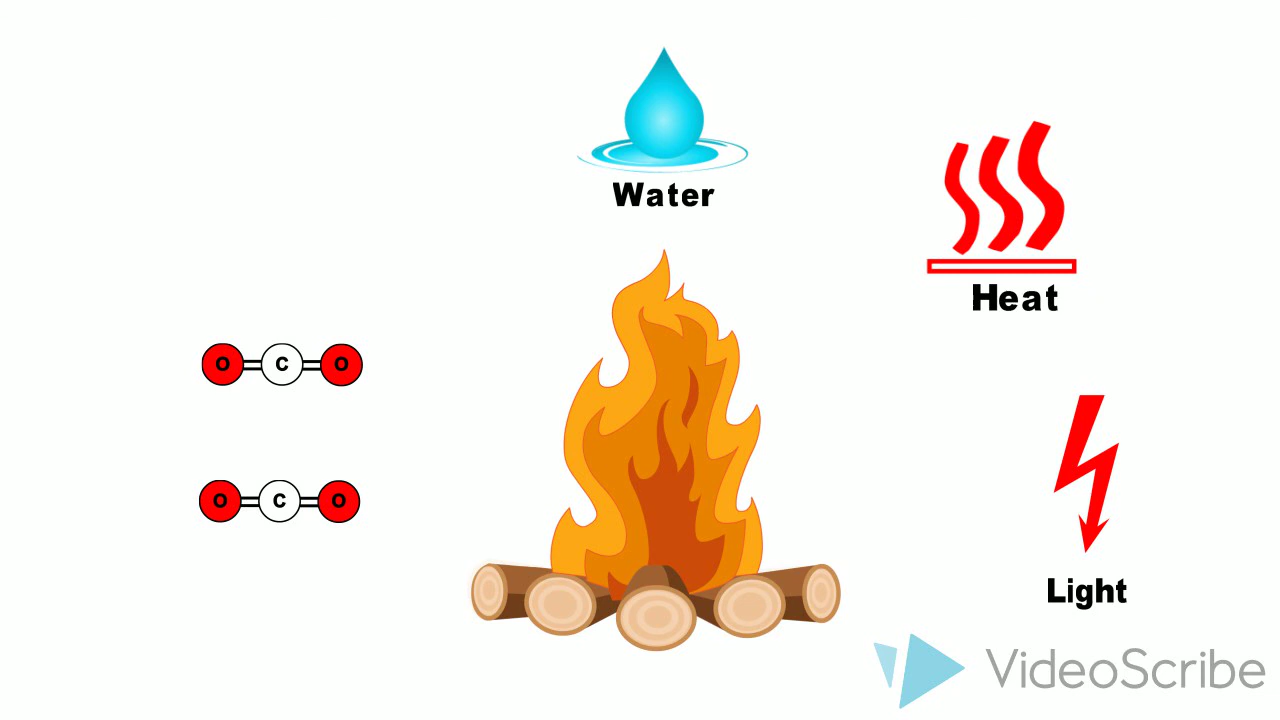 Water
Heat
O C O
O C O
Light
VideoScribe